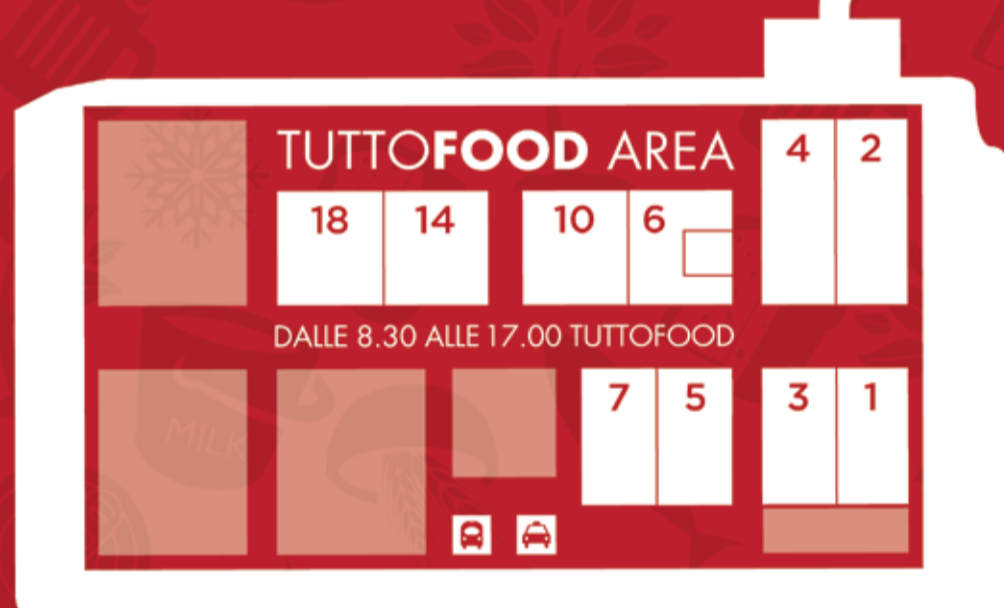 TUTTOFOOD AREA
4 2
18 14 10 6
DALLE 8.30 ALLE 17.00 TUTTOFOOD
7 5 3 1
MILK